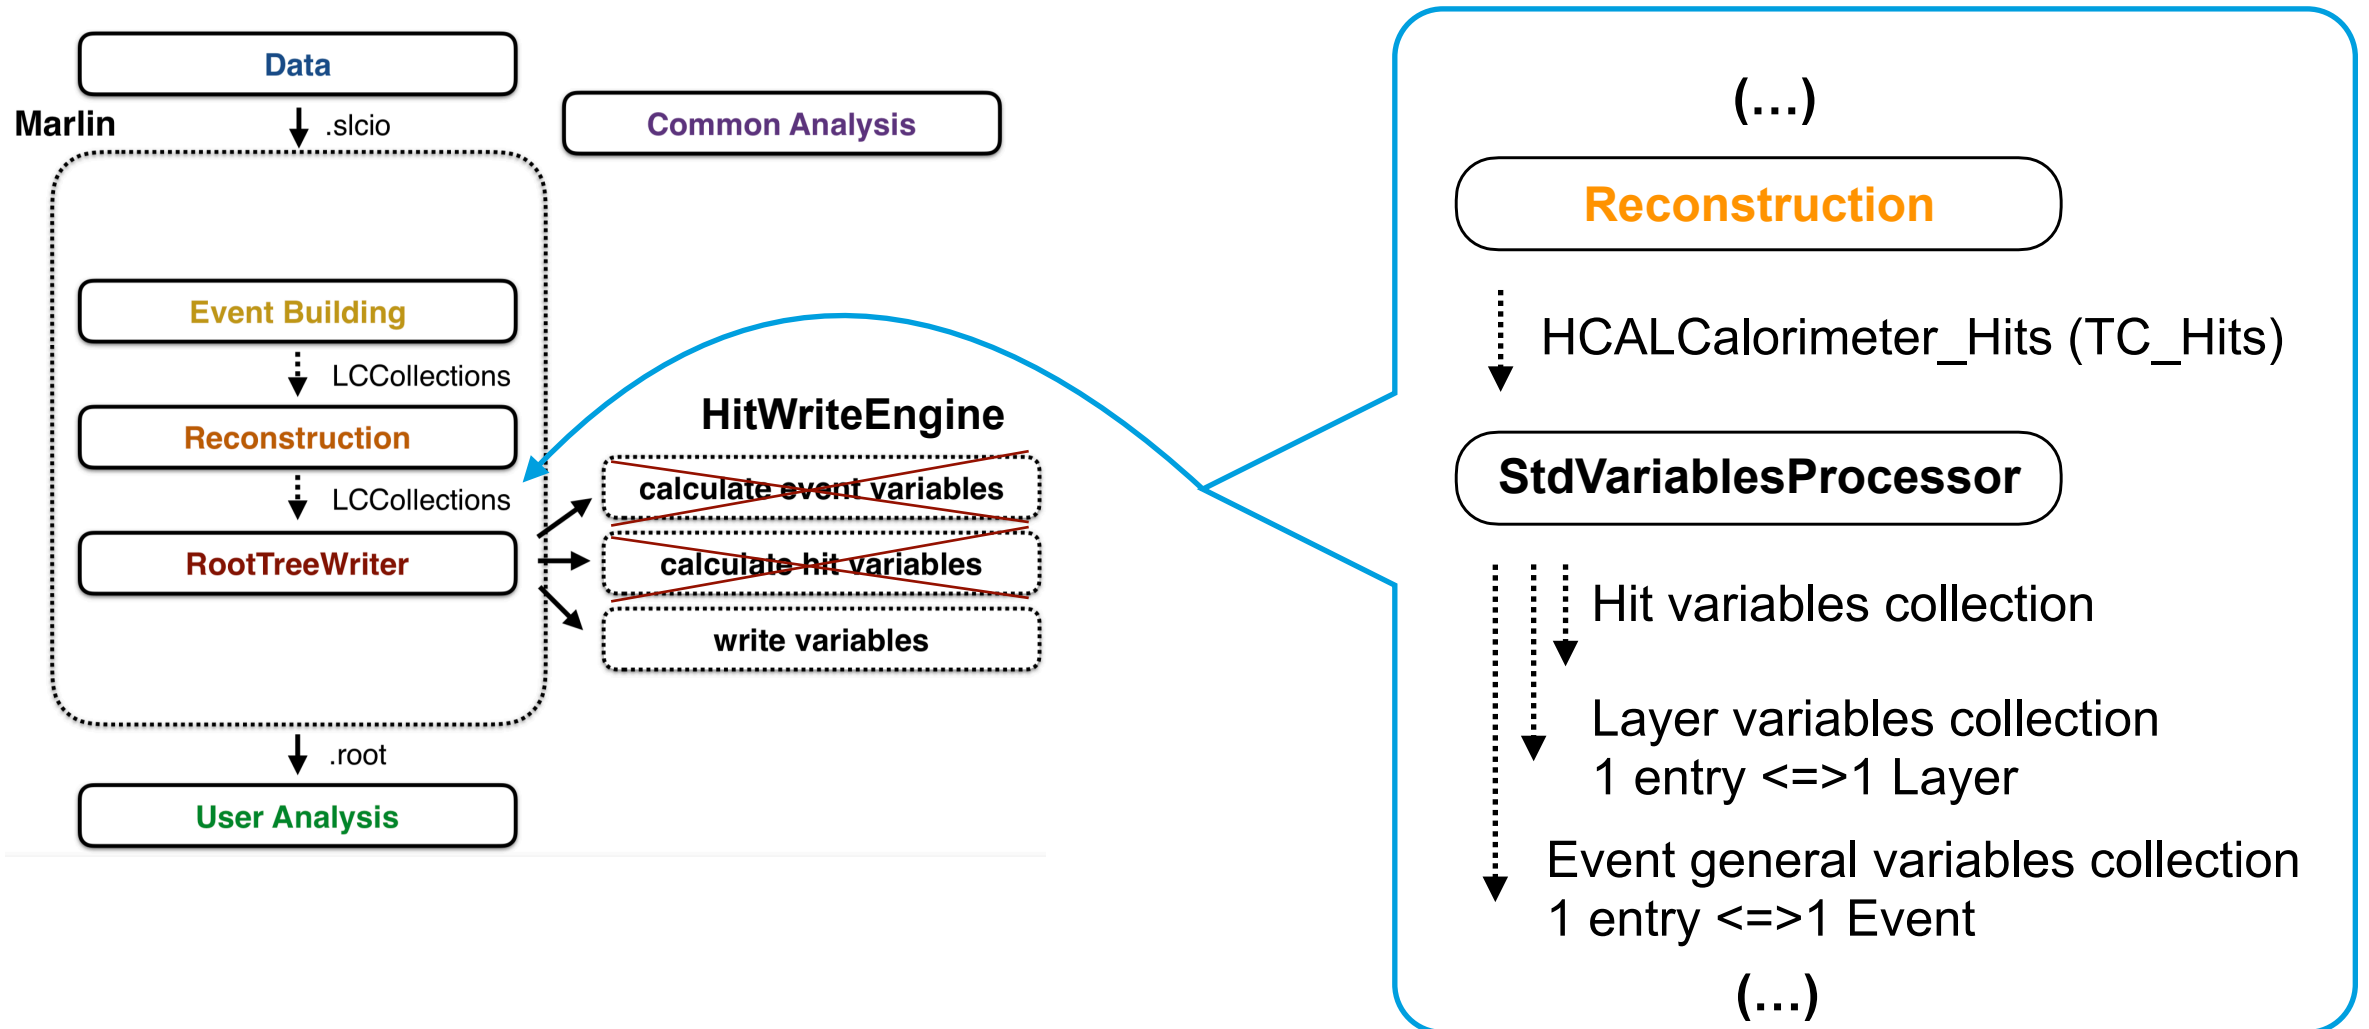 Data
Marlin
.slcio
Common Analysis
Event Building
LCCollections
Reconstruction
LCCollections
RootTreeWriter
HitWriteEngine
calculate event variables
calculate hit variables
write variables
.root
User Analysis
(...)
Reconstruction
HCALCalorimeter_Hits (TC_Hits)
StdVariablesProcessor
Hit variables collection
Layer variables collection
1 entry <=>1 Layer
Event general variables collection
1 entry <=>1 Event
(...)